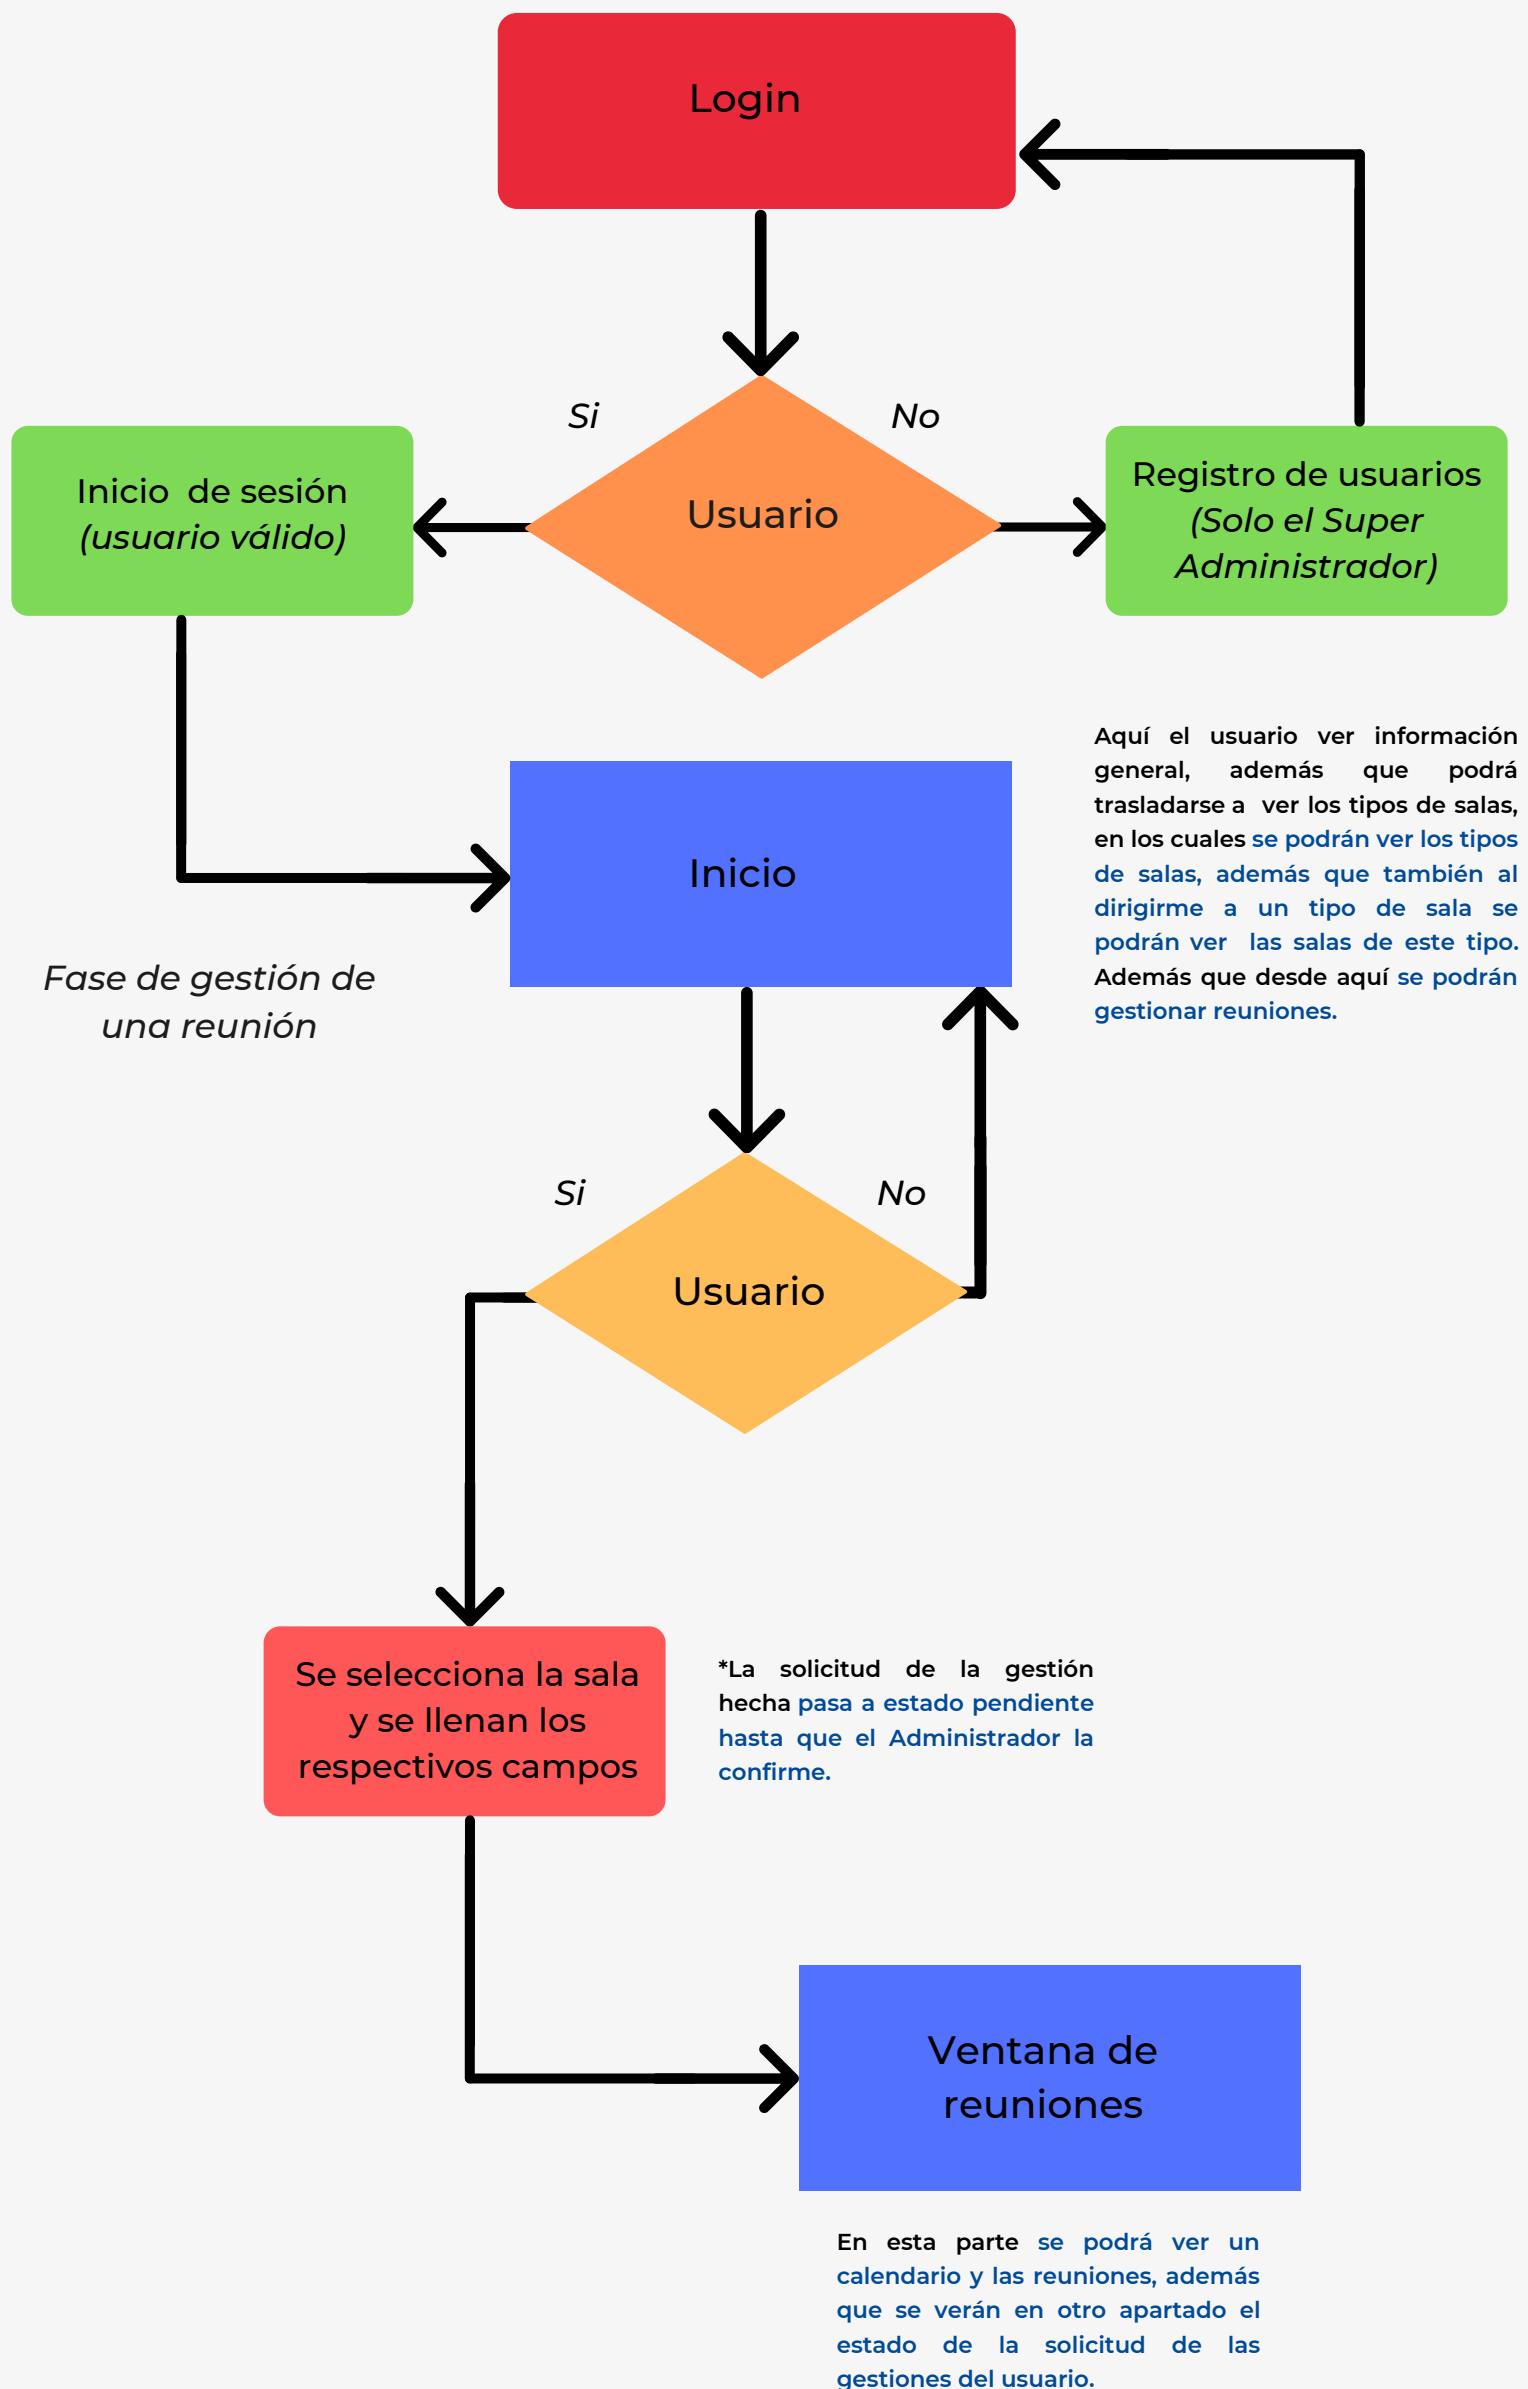 Login
Si
No
Usuario
Inicio de sesión
(usuario válido)
Registro de usuarios
(Solo el Super
Administrador)
Aquí el usuario ver información
general, además que podrá
trasladarse a ver los tipos de salas,
en los cuales se podrán ver los tipos
de salas, además que también al
dirigirme a un tipo de sala se
podrán ver las salas de este tipo.
Además que desde aquí se podrán
gestionar reuniones.
Inicio
Fase de gestión de
una reunión
Si
No
Usuario
Se selecciona la sala
y se llenan los
respectivos campos
*La solicitud de la gestión
hecha pasa a estado pendiente
hasta que el Administrador la
confirme.
Ventana de
reuniones
En esta parte se podrá ver un
calendario y las reuniones, además
que se verán en otro apartado el
estado de la solicitud de las
gestiones del usuario.